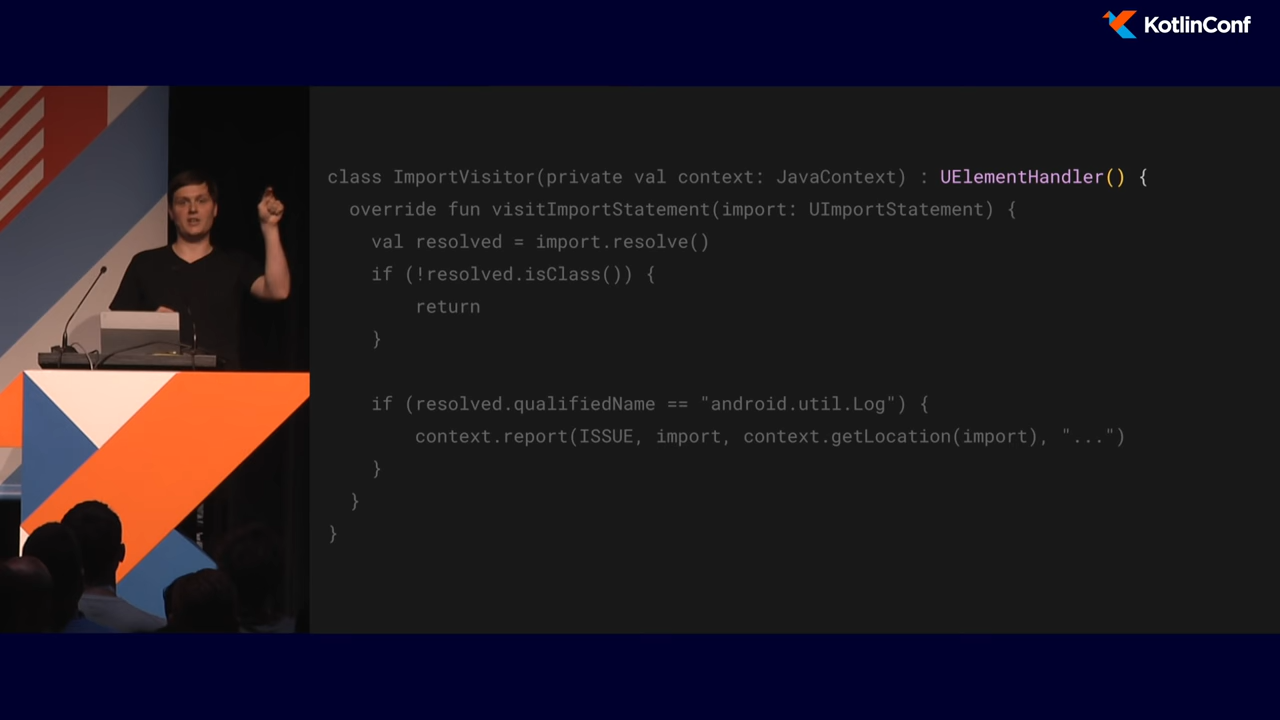 KotlinConf
class ImportVisitor(private val context: JavaContext) : UElementHandler() {
override fun visitImportStatement(import: UImportStatement) {
val resolved = import.resolve()
if (!resolved.isClass()) {
return
}
if (resolved.qualifiedName == "android.util.Log") {
context.report(ISSUE, import, context.getLocation(import), "...")
}
}
}